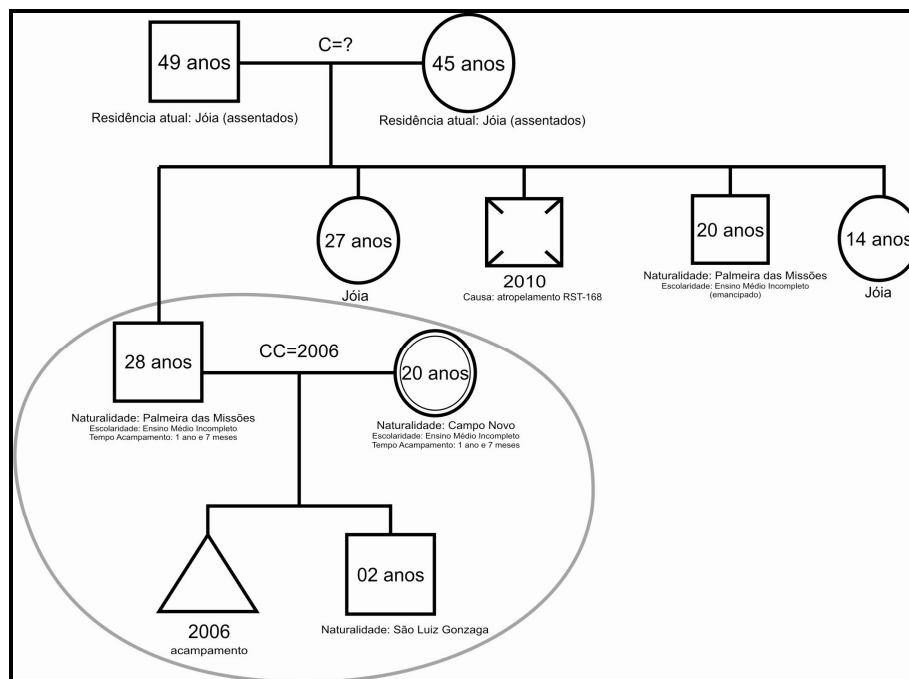 C=?
49 anos
45 anos
Residência atual: Jóia (assentados)
Residência atual: Jóia (assentados)
27 anos
Jóia
2010
Causa: atropelamento RST-168
20 anos
Naturalidade: Palmeira das Missões
Escolaridade: Ensino Médio Incompleto
(emancipado)
14 anos
Jóia
28 anos
CC=2006
20 anos
Naturalidade: Palmeira das Missões
Escolaridade: Ensino Médio Incompleto
Tempo Acampamento: 1 ano e 7 meses
Naturalidade: Campo Novo
Escolaridade: Ensino Médio Incompleto
Tempo Acampamento: 1 ano e 7 meses
2006
acampamento
02 anos
Naturalidade: São Luiz Gonzaga